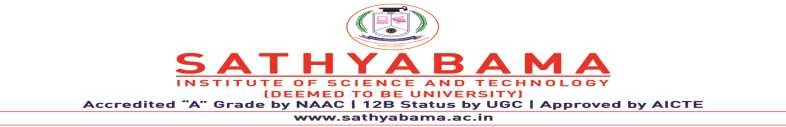 SATHYABAMA
INSTITUTE OF SCIENCE AND TECHNOLOGY
(DEEMED TO BE UNIVERSITY)
Accredited “A” Grade by NAAC | 12B Status by UGC | Approved by AICTE
www.sathyabama.ac.in